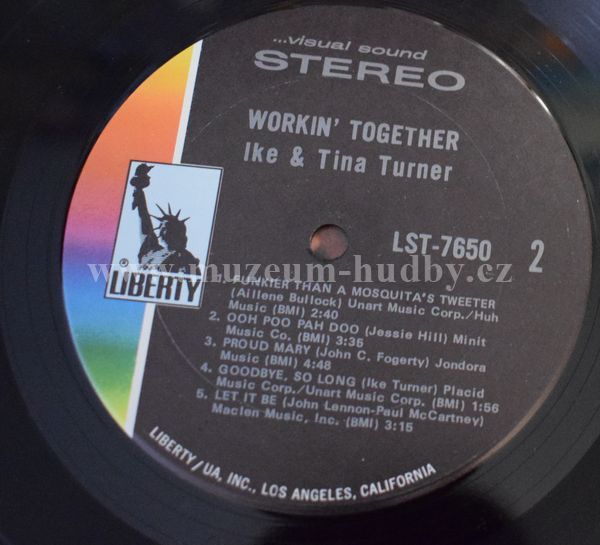 ...visual sound
STEREO
WORKIN' TOGETHER
Ike & Tina Turner
LST-7650 2
LIBERTY
www.muzeum-hudby.cz
1. FUNKIER THAN A MOSQUITA'S TWEETER
(Aillene Bullock) Unart Music Corp./Huh
Music (BMI) 2:40
2. OOH POO PAH DOO (Jessie Hill) Minit
Music Co. (BMI) 3:35
3. PROUD MARY (John C. Fogerty) Jondora
Music (BMI) 4:48
4. GOODBYE, SO LONG (Ike Turner) Placid
Music Corp./Unart Music Corp. (BMI) 1:56
5. LET IT BE (John Lennon-Paul McCartney)
Maclen Music, Inc. (BMI) 3:15
LIBERTY/UA, INC., LOS ANGELES, CALIFORNIA